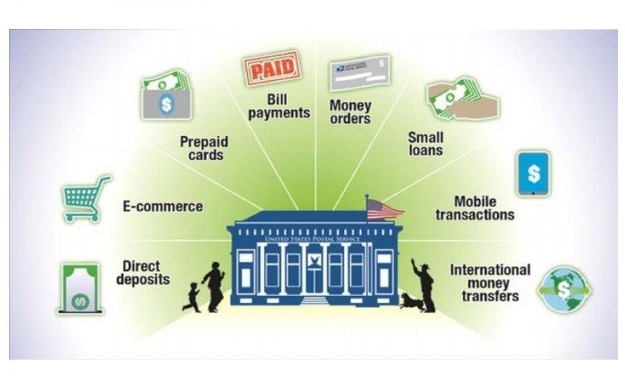 PAID
Bill
payments
Money
orders
Prepaid
cards
Small
loans
E-commerce
Mobile
transactions
Direct
deposits
International
money
transfers
UNITED STATES POSTAL SERVICE
$
$
$
$